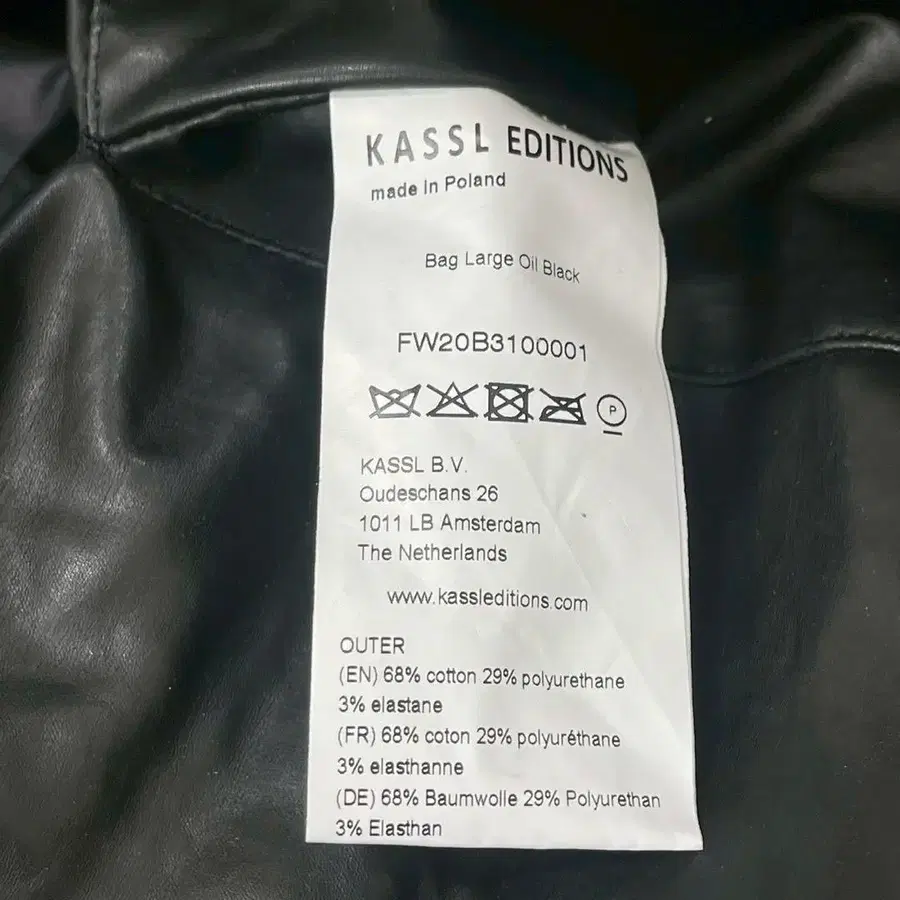 KASSL EDITIONS
made in Poland
Bag Large Oil Black
FW20B3100001
P
KASSL B.V.
Oudeschans 26
1011 LB Amsterdam
The Netherlands
www.kassleditions.com
OUTER
(EN) 68% cotton 29% polyurethane
3% elastane
(FR) 68% coton 29% polyuréthane
3% elasthanne
(DE) 68% Baumwolle 29% Polyurethan
3% Elasthan